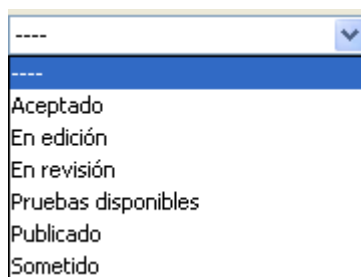 ----
----
Aceptado
En edición
En revisión
Pruebas disponibles
Publicado
Sometido